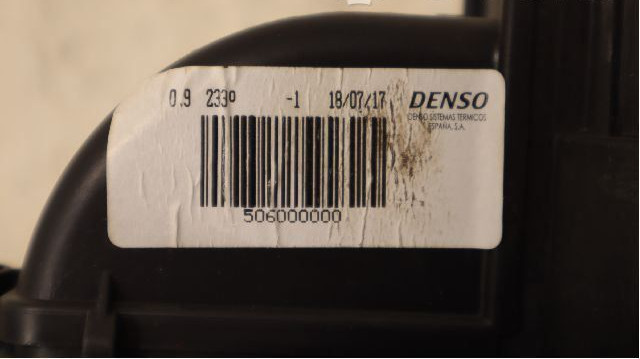 0.9 233º -1 18/07/17 DENSO
DENSO SISTEMAS TERMICOS
ESPAÑA, S.A.
506000000